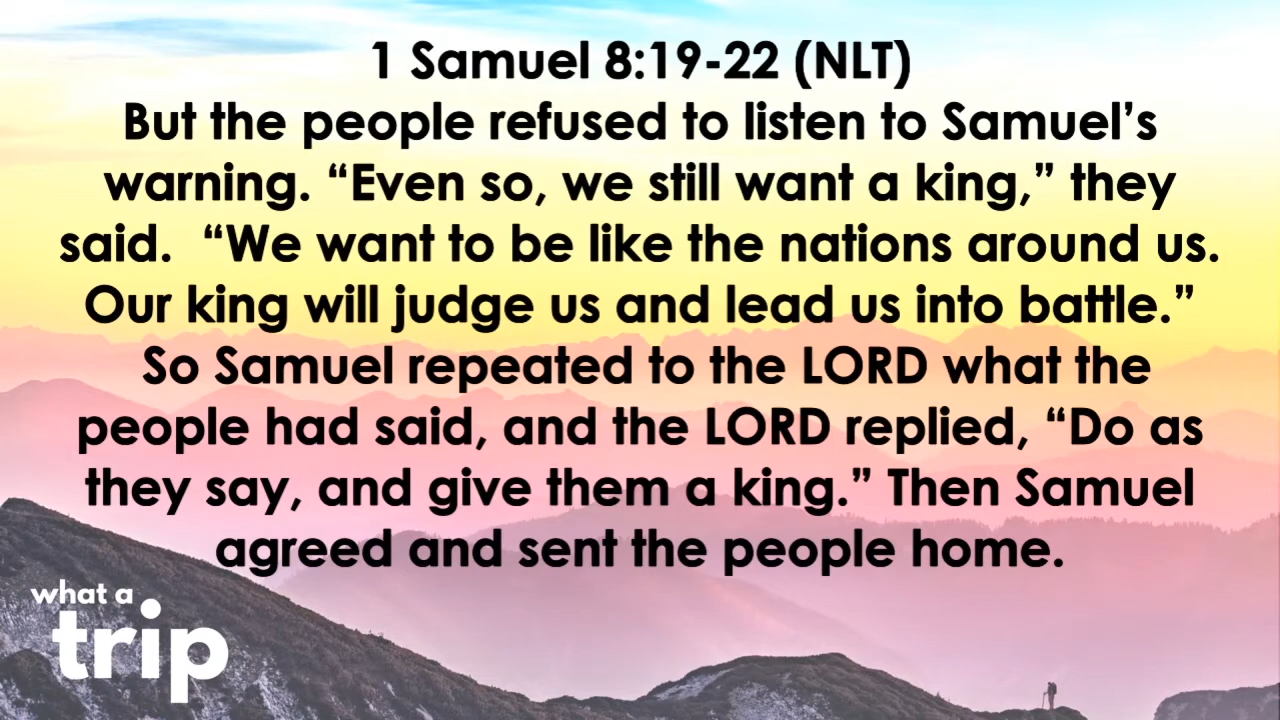 1 Samuel 8:19-22 (NLT)
But the people refused to listen to Samuel’s
warning. “Even so, we still want a king,” they
said.  “We want to be like the nations around us.
Our king will judge us and lead us into battle.”
So Samuel repeated to the LORD what the
people had said, and the LORD replied, “Do as
they say, and give them a king.” Then Samuel
agreed and sent the people home.
what a
trip